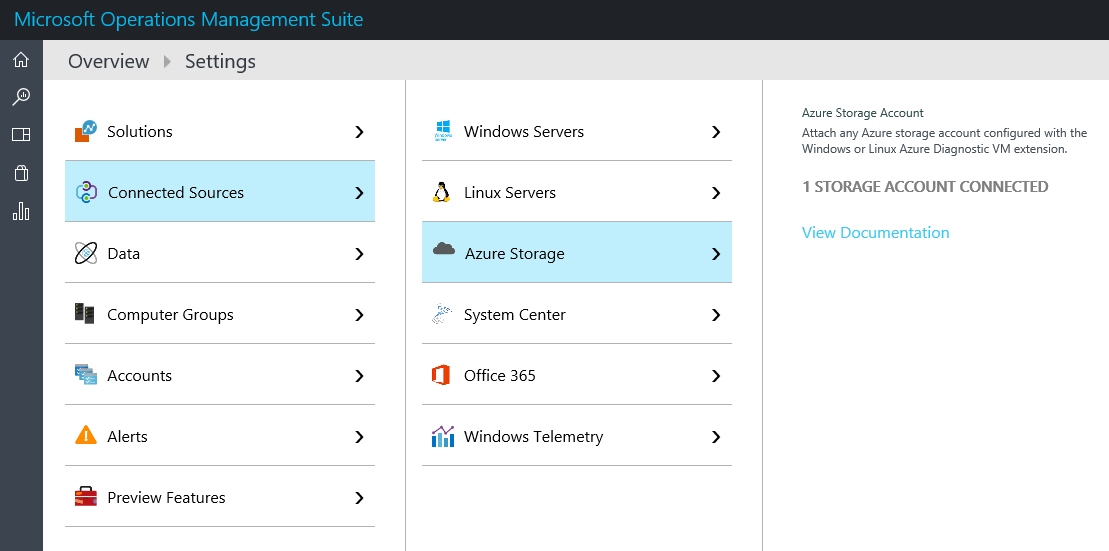 Microsoft Operations Management Suite
Overview Settings
Solutions
Connected Sources
Data
Computer Groups
Accounts
Alerts
Preview Features
Windows Servers
Linux Servers
Azure Storage
System Center
Office 365
Windows Telemetry
Azure Storage Account
Attach any Azure storage account configured with the
Windows or Linux Azure Diagnostic VM extension.
1 STORAGE ACCOUNT CONNECTED
View Documentation